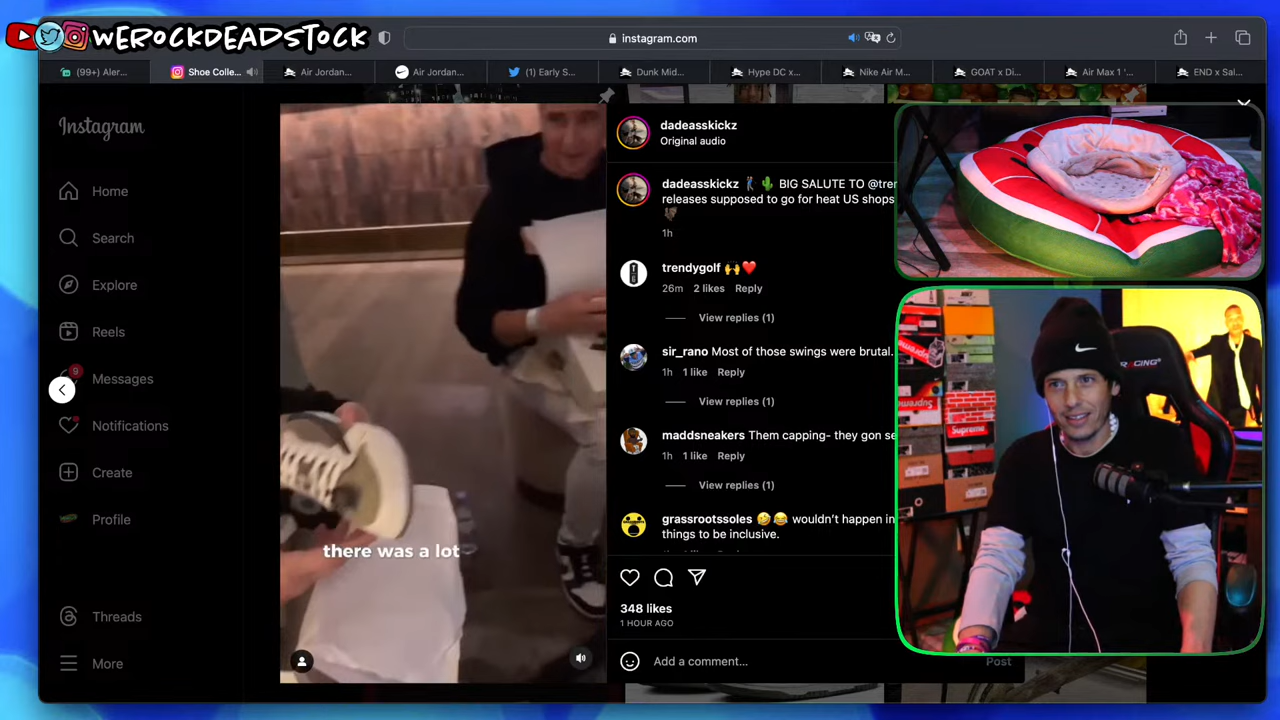 WEROCKDEADSTOCK
instagram.com
(99+) Aler...
Shoe Colle...
Air Jordan...
Air Jordan...
(1) Early S...
Dunk Mid...
Hype DC x...
Nike Air M...
GOAT x Di...
Air Max 1 '...
END x Sal...
Instagram
Home
Search
Explore
Reels
9
Messages
Notifications
Create
Profile
Threads
More
there was a lot
dadeasskickz
Original audio
dadeasskickz 🚶🏿 🌵 BIG SALUTE TO @tren
releases supposed to go for heat US shops
1h
trendygolf 🙌❤️
26m 2 likes Reply
View replies (1)
sir_rano Most of those swings were brutal.
1h 1 like Reply
View replies (1)
maddsneakers Them capping- they gon se
1h 1 like Reply
View replies (1)
grassrootssoles 🤣😂 wouldn’t happen in
things to be inclusive.
348 likes
1 HOUR AGO
Add a comment...
Post
RACING
Supreme
Supreme